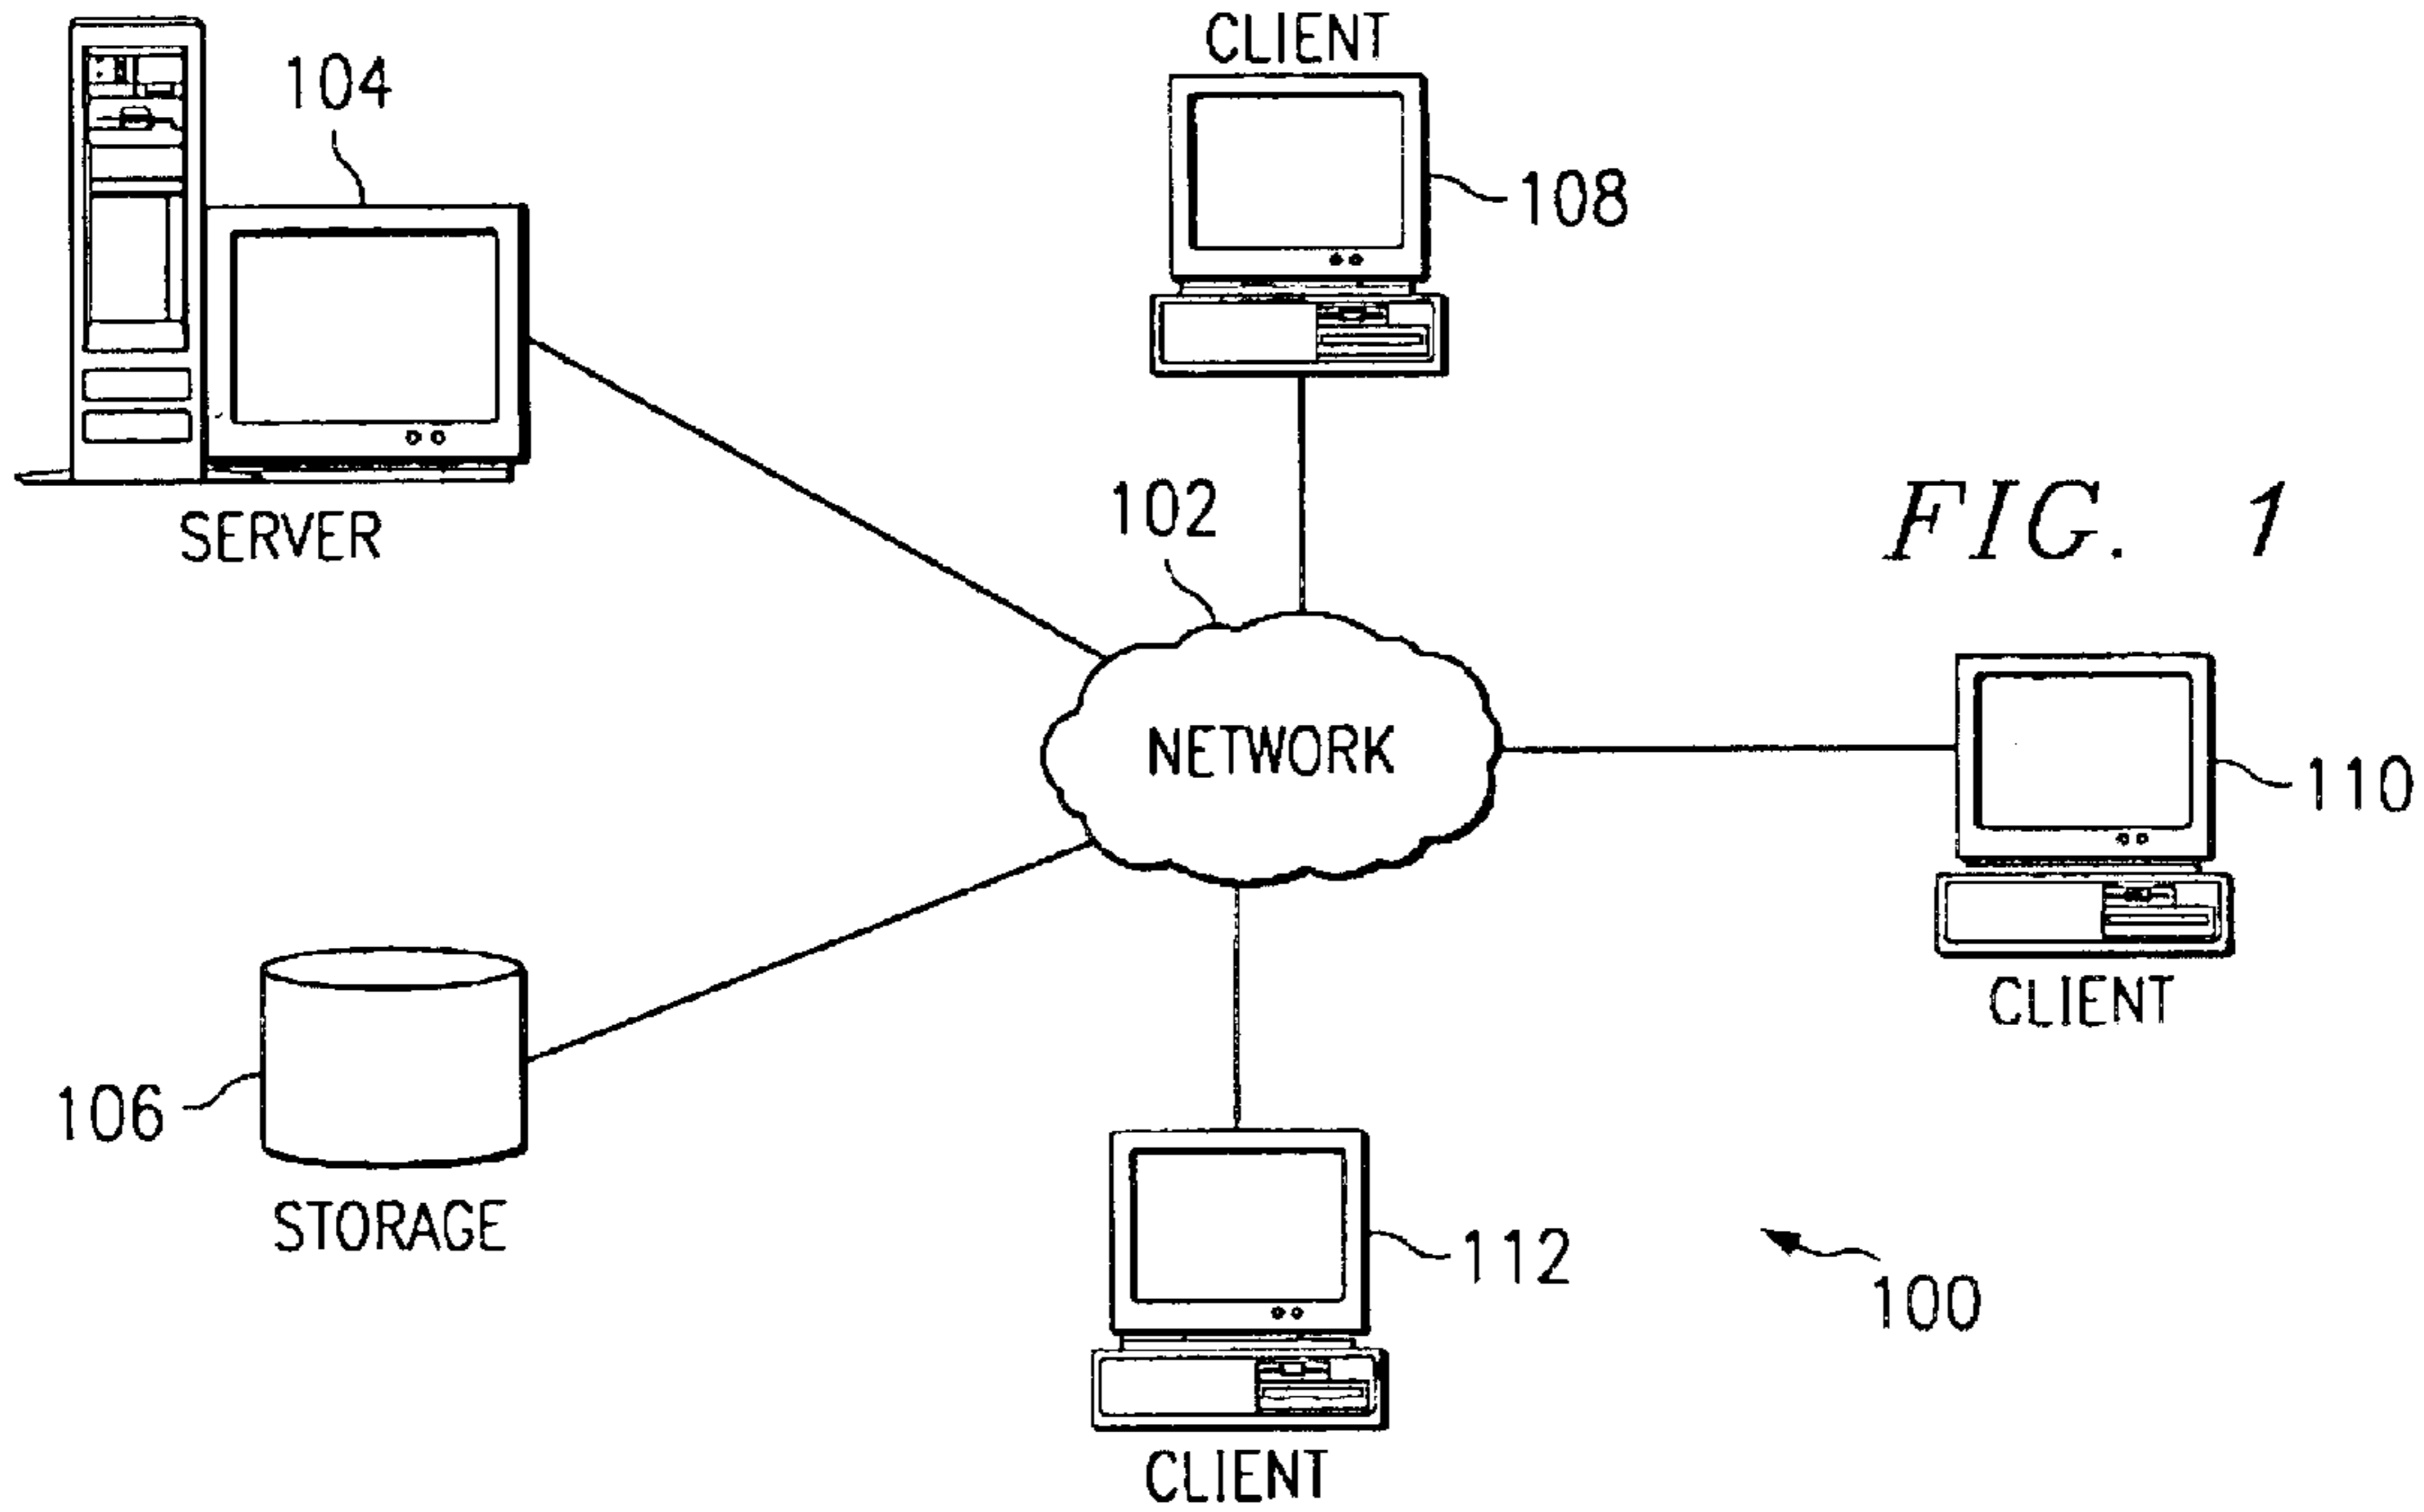 CLIENT
104
108
102
FIG. 1
SERVER
NETWORK
110
CLIENT
106
STORAGE
112
100
CLIENT